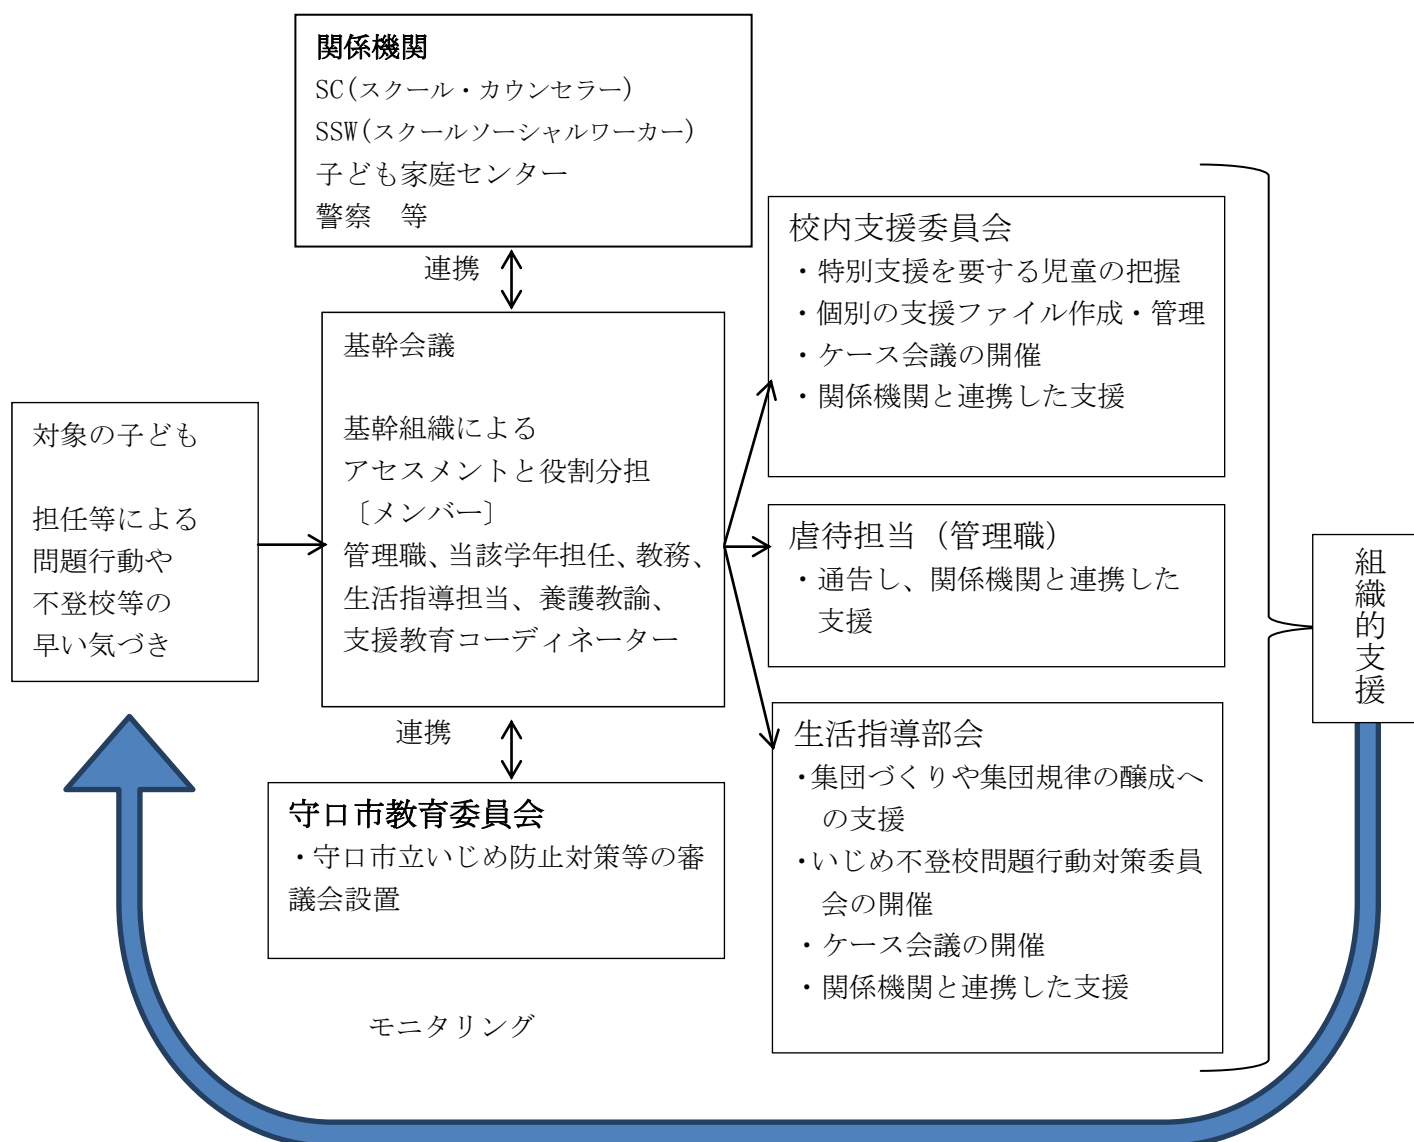 関係機関
SC(スクール・カウンセラー)
SSW(スクールソーシャルワーカー)
子ども家庭センター
警察　等
連携
対象の子ども
担任等による
問題行動や
不登校等の
早い気づき
基幹会議
基幹組織による
アセスメントと役割分担
〔メンバー〕
管理職、当該学年担任、教務、
生活指導担当、養護教諭、
支援教育コーディネーター
連携
守口市教育委員会
・守口市立いじめ防止対策等の審
議会設置
モニタリング
校内支援委員会
・特別支援を要する児童の把握
・個別の支援ファイル作成・管理
・ケース会議の開催
・関係機関と連携した支援
虐待担当（管理職）
・通告し、関係機関と連携した
支援
生活指導部会
・集団づくりや集団規律の醸成へ
の支援
・いじめ不登校問題行動対策委員
会の開催
・ケース会議の開催
・関係機関と連携した支援
組織的支援